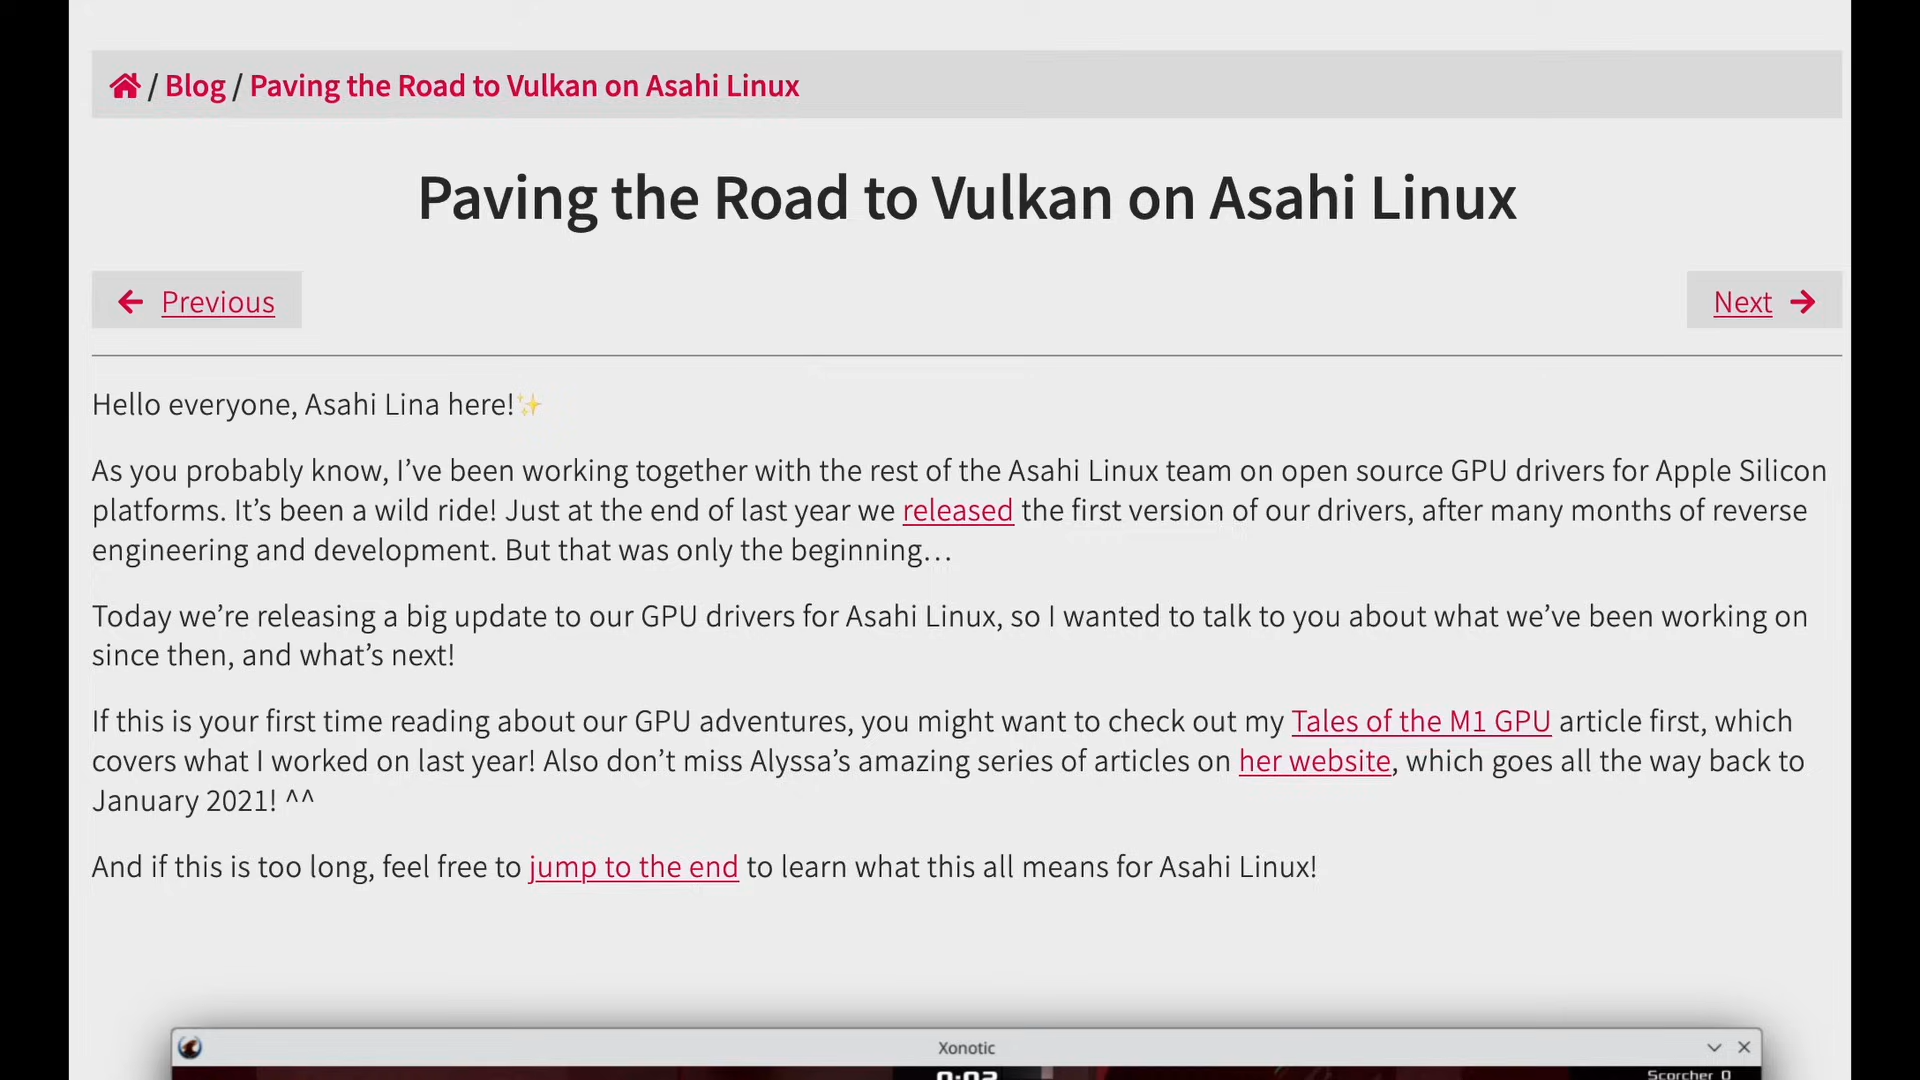 / Blog / Paving the Road to Vulkan on Asahi Linux
Paving the Road to Vulkan on Asahi Linux
Previous
Next
Hello everyone, Asahi Lina here!✨
As you probably know, I’ve been working together with the rest of the Asahi Linux team on open source GPU drivers for Apple Silicon
platforms. It’s been a wild ride! Just at the end of last year we released the first version of our drivers, after many months of reverse
engineering and development. But that was only the beginning…
Today we’re releasing a big update to our GPU drivers for Asahi Linux, so I wanted to talk to you about what we’ve been working on
since then, and what’s next!
If this is your first time reading about our GPU adventures, you might want to check out my Tales of the M1 GPU article first, which
covers what I worked on last year! Also don’t miss Alyssa’s amazing series of articles on her website, which goes all the way back to
January 2021! ^^
And if this is too long, feel free to jump to the end to learn what this all means for Asahi Linux!
Xonotic
Scorcher 0